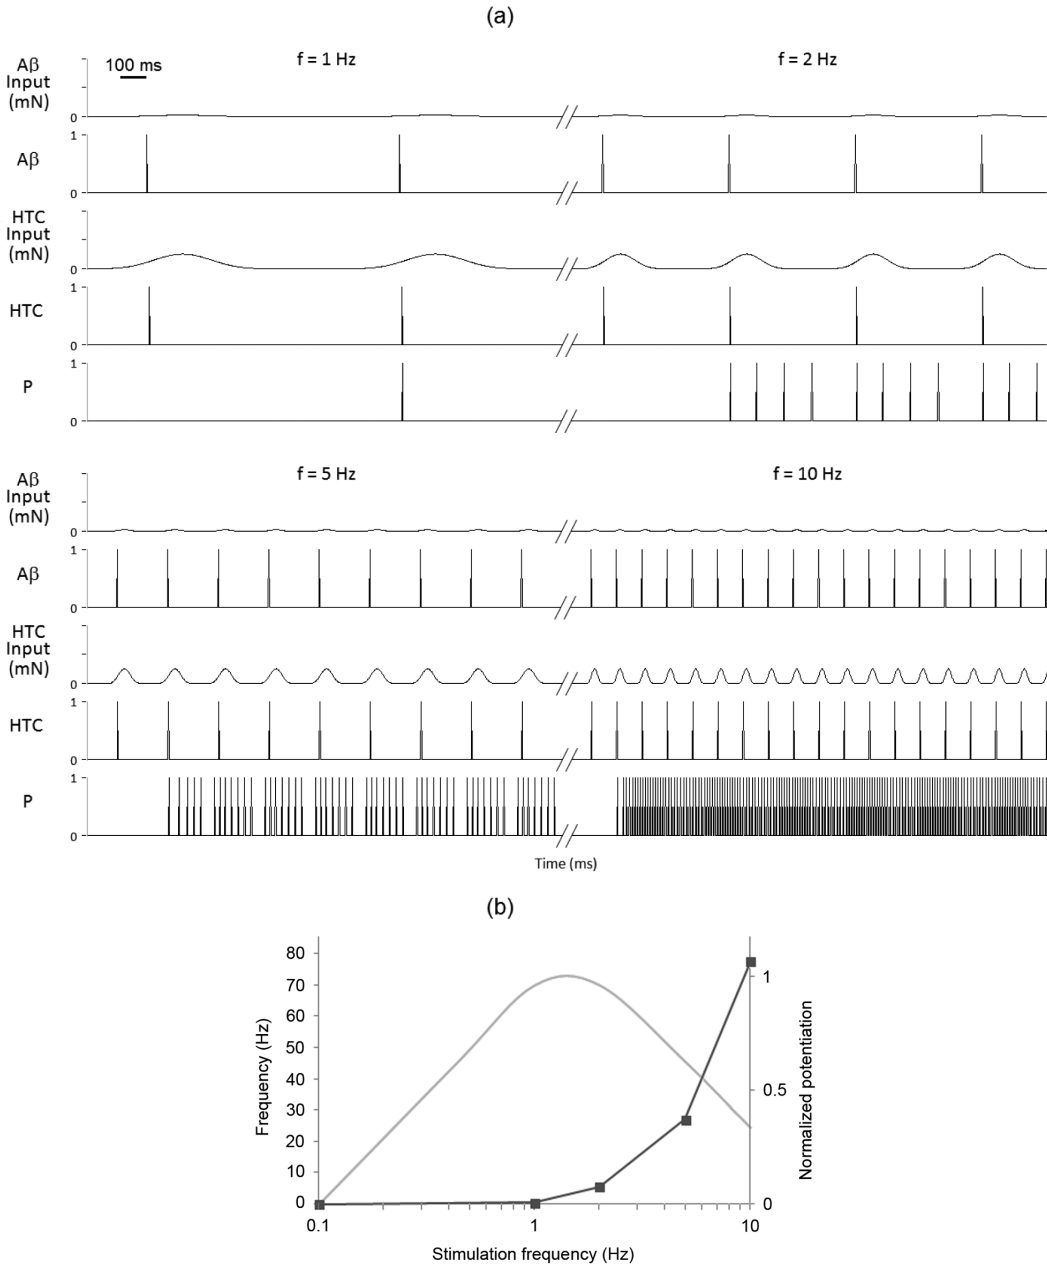 (a)
f = 1 Hz f = 2 Hz
100 ms
Aβ
Input
(mN)
0
Aβ
1
0
HTC
Input
(mN)
0
HTC
1
0
P
1
0
f = 5 Hz f = 10 Hz
Aβ
Input
(mN)
0
Aβ
1
0
HTC
Input
(mN)
0
HTC
1
0
P
1
0
Time (ms)
(b)
Frequency (Hz)
80
70
60
50
40
30
20
10
0
Normalized potentiation
1
0.5
0
0.1 1 10
Stimulation frequency (Hz)